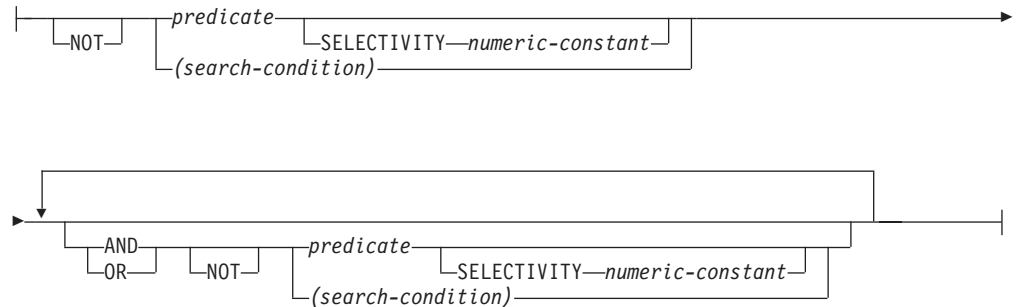 predicate
NOT SELECTIVITY numeric-constant
(search-condition)
AND predicate
OR NOT SELECTIVITY numeric-constant
(search-condition)